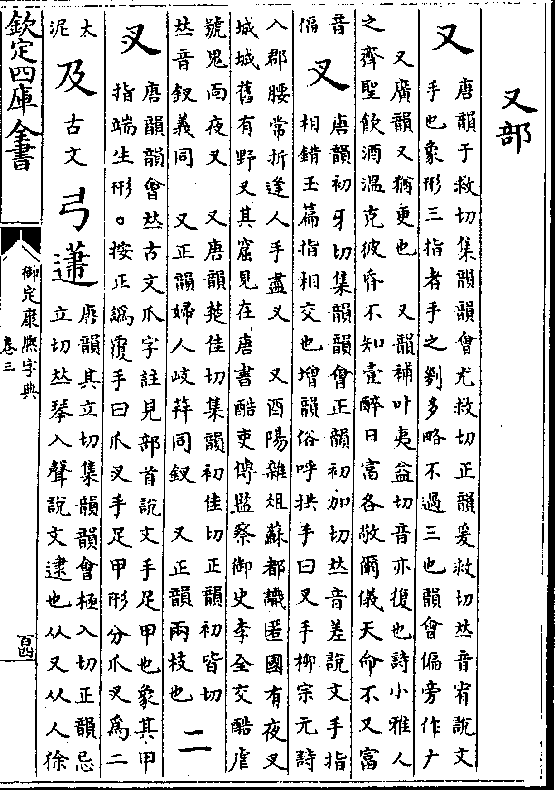 又部
又
唐韻于救切集韻韻會尤救切正韻爰救切𠀤音宥說文
手也象形三指者手之列多略不過三也韻會偏旁作𠂇
又廣韻又猶更也　又韻補叶夷益切音亦復也詩小雅人
之齊聖飲酒溫克彼昏不知壹醉日富各敬爾儀天命不又富
音
偪
叉
唐韻初牙切集韻韻會正韻初加切𠀤音差說文手指
相錯玉篇指相交也增韻俗呼拱手曰叉手柳宗元詩
入郡腰常折逢人手盡叉　又酉陽雜俎蘇都識匿國有夜叉
城城舊有野叉其窟見在唐書酷吏傳監察御史李全交酷虐
號鬼面夜叉　又唐韻楚佳切集韻初佳切正韻初皆切
𠀤音釵義同　又正韻婦人岐笄同釵　又正韻兩枝也
二
㕚
唐韻韻會𠀤古文爪字註見部首說文手足甲也象其甲
指端生形。按正譌覆手曰爪㕚手足甲形分爪㕚為二
太
泥
及
古文
弓
唐韻其立切集韻韻會極入切正韻忌
立切𠀤琴入聲說文逮也从又从人徐
欽定四庫全書
御定康熙字典
卷三
百四